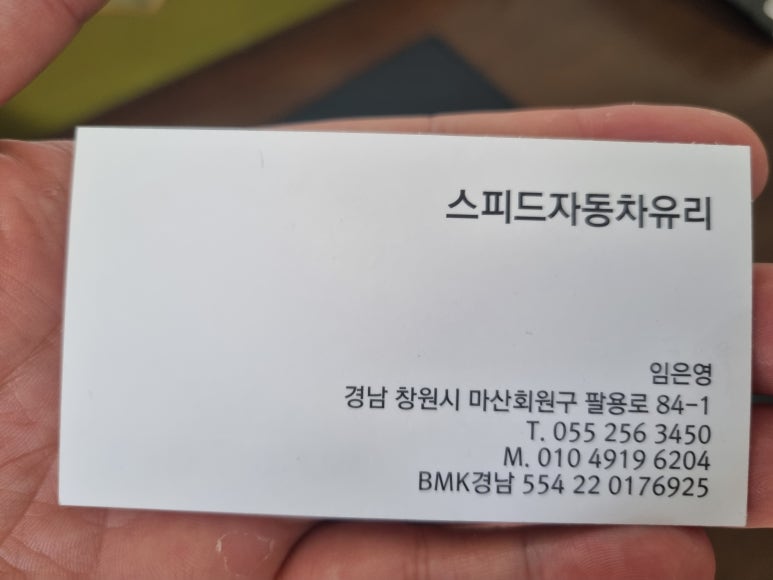 스피드자동차유리
임은영
경남 창원시 마산회원구 팔용로 84-1
T. 055 256 3450
M. 010 4919 6204
BMK경남 554 22 0176925